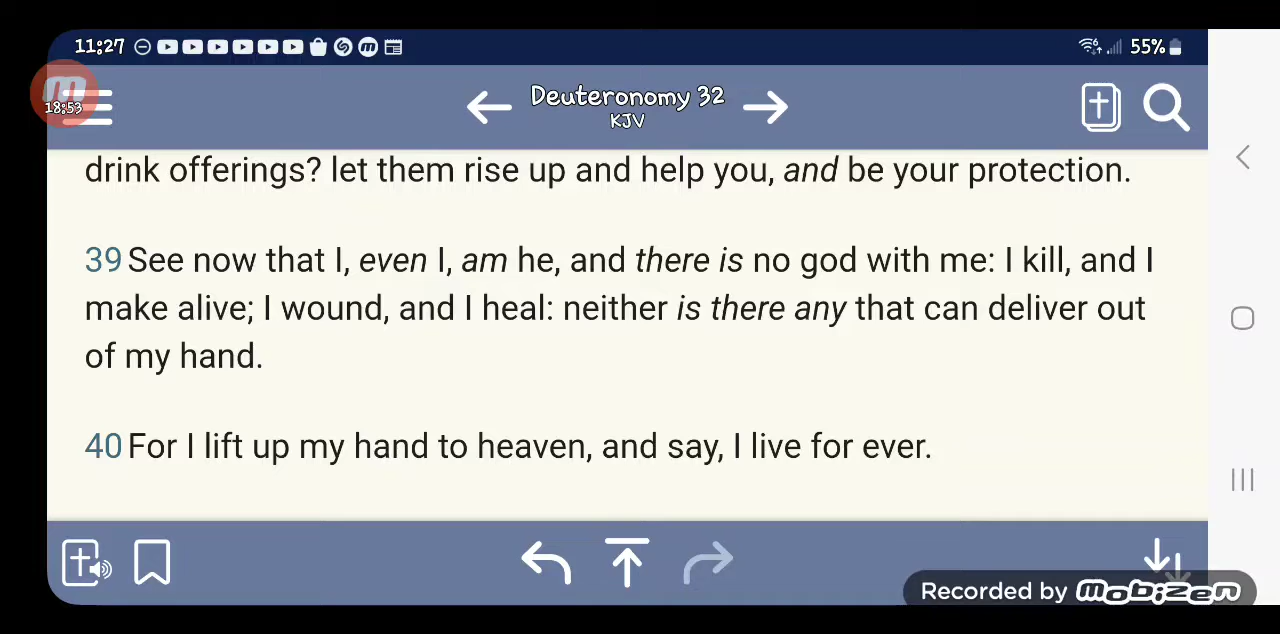 11:27 55%
18:53
Deuteronomy 32
KJV
drink offerings? let them rise up and help you, and be your protection.
39 See now that I, even I, am he, and there is no god with me: I kill, and I
make alive; I wound, and I heal: neither is there any that can deliver out
of my hand.
40 For I lift up my hand to heaven, and say, I live for ever.
Recorded by mobizen